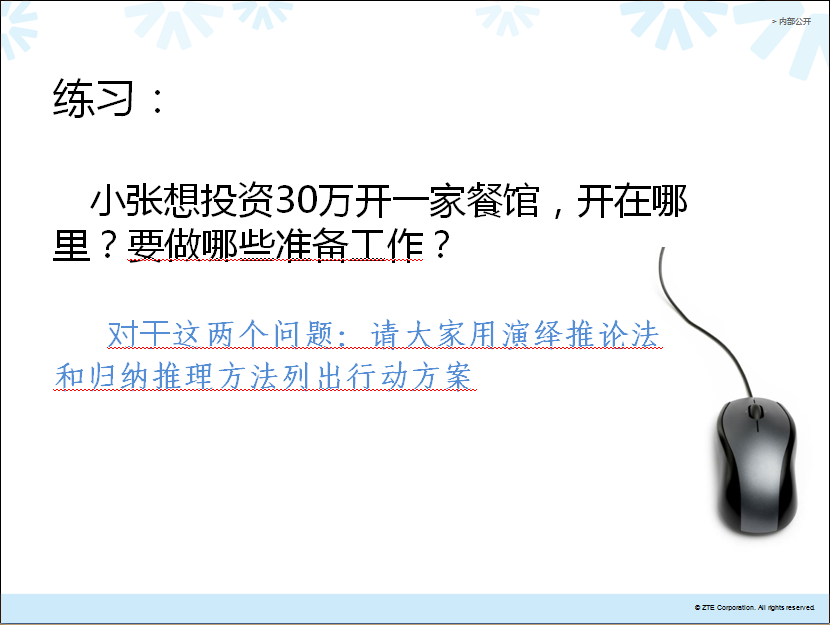 > 内部公开
练习：
小张想投资30万开一家餐馆，开在哪
里？要做哪些准备工作？
对于这两个问题：请大家用演绎推论法
和归纳推理方法列出行动方案
© ZTE Corporation. All rights reserved.